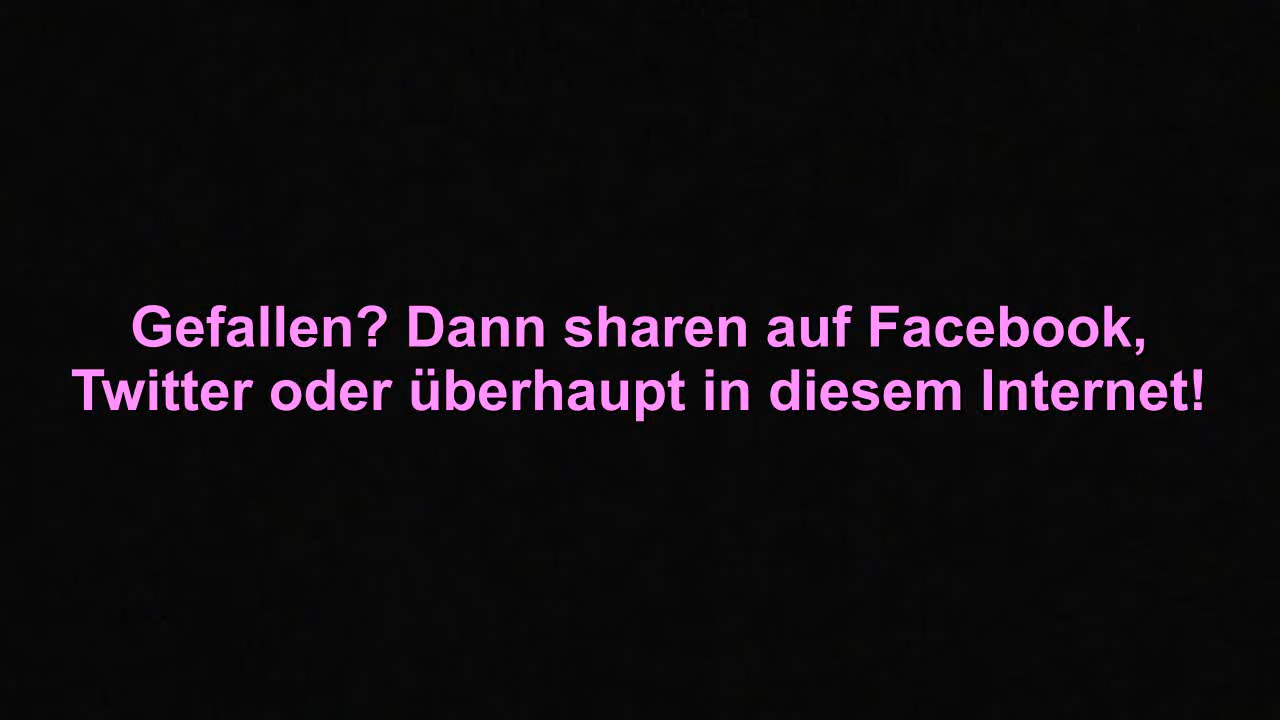 Gefallen? Dann sharen auf Facebook,
Twitter oder überhaupt in diesem Internet!